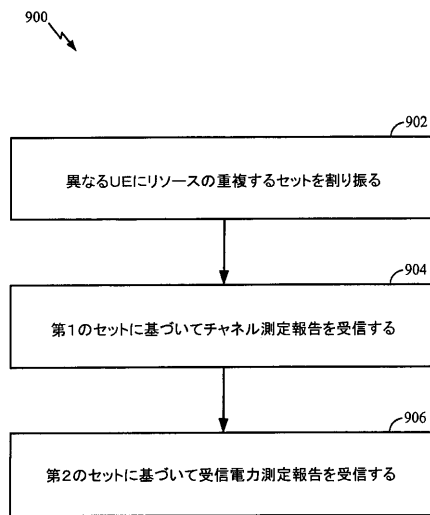 900
902
異なるUEにリソースの重複するセットを割り振る
904
第1のセットに基づいてチャネル測定報告を受信する
906
第2のセットに基づいて受信電力測定報告を受信する